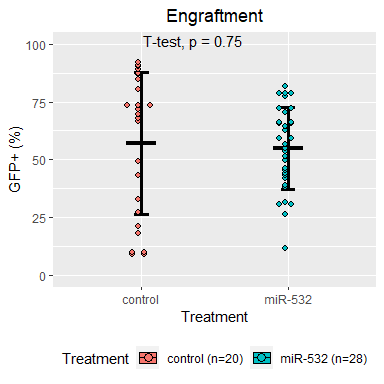 Engraftment
T-test, p = 0.75
100
75
50
25
0
GFP+ (%)
control
miR-532
Treatment
Treatment control (n=20) miR-532 (n=28)